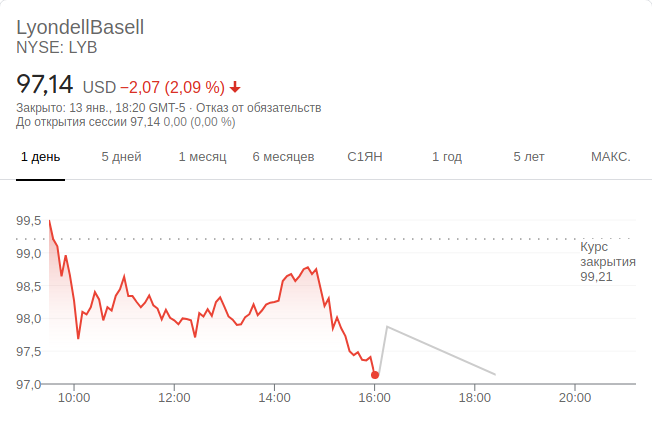 LyondellBasell
NYSE: LYB
97,14 USD −2,07 (2,09 %)
Закрыто: 13 янв., 18:20 GMT-5 · Отказ от обязательств
До открытия сессии 97,14 0,00 (0,00 %)
1 день 5 дней 1 месяц 6 месяцев С1ЯН 1 год 5 лет МАКС.
99,5
Курс
закрытия
99,21
99,0
98,5
98,0
97,5
97,0
10:00 12:00 14:00 16:00 18:00 20:00